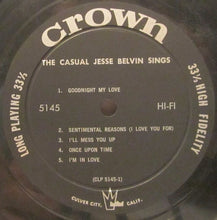 crown
THE CASUAL JESSE BELVIN SINGS
1. GOODNIGHT MY LOVE
5145 HI-FI
2. SENTIMENTAL REASONS (I LOVE YOU FOR)
3. I'LL MISS YOU UP
4. ONCE UPON TIME
5. I'M IN LOVE
(CLP 5145-1)
LONG PLAYING 33⅓
33⅓ HIGH FIDELITY
CULVER CITY, CALIF.